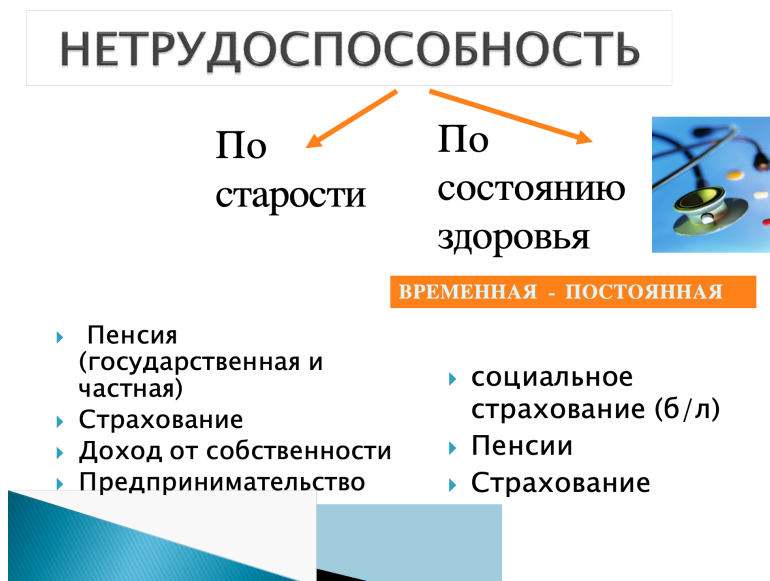 НЕТРУДОСПОСОБНОСТЬ
По
старости
По
состоянию
здоровья
ВРЕМЕННАЯ - ПОСТОЯННАЯ
Пенсия
(государственная и
частная)
Страхование
Доход от собственности
Предпринимательство
социальное
страхование (б/л)
Пенсии
Страхование